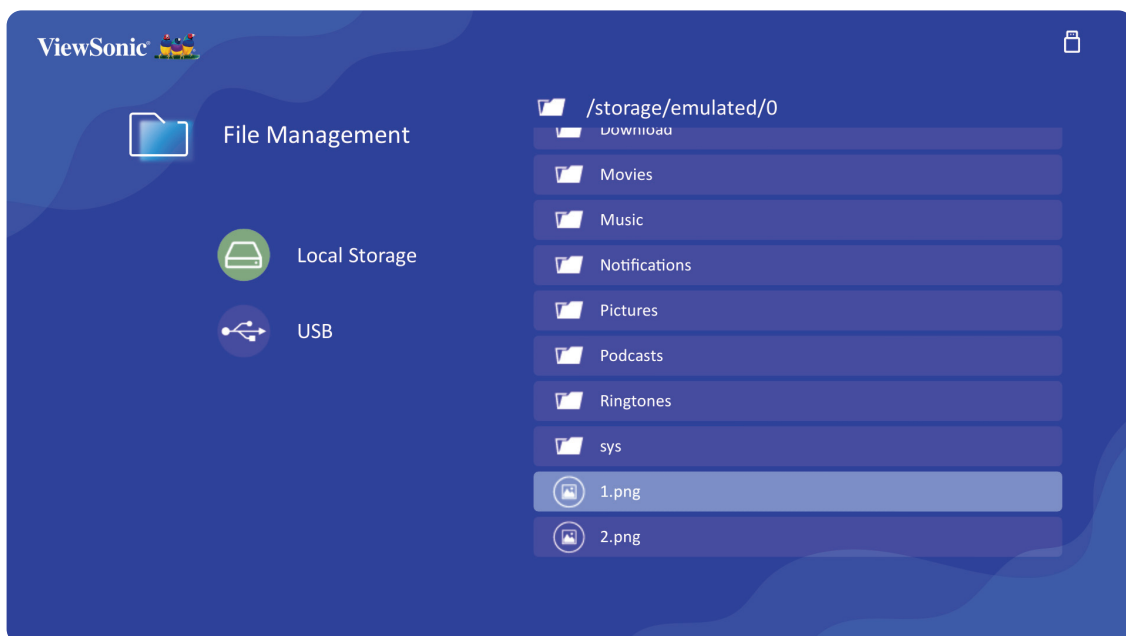 ViewSonic
File Management
Local Storage
USB
/storage/emulated/0
Download
Movies
Music
Notifications
Pictures
Podcasts
Ringtones
sys
1.png
2.png